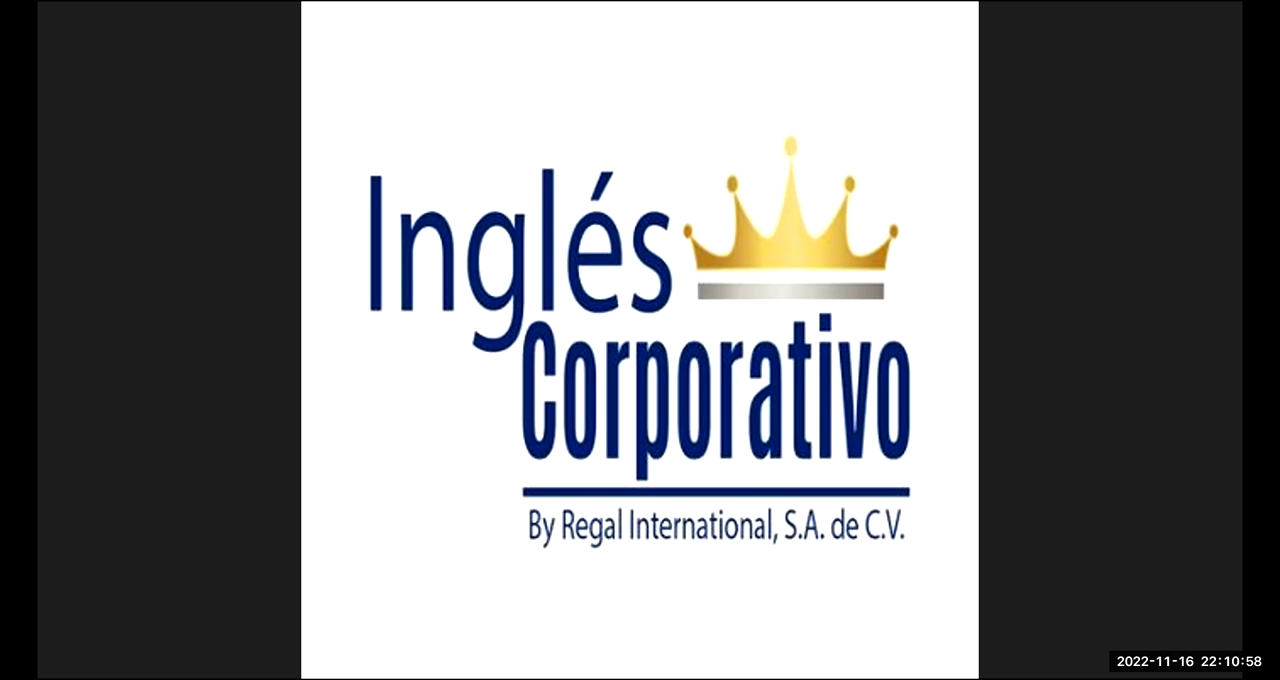 Inglés
Corporativo
By Regal International, S.A. de C.V.
2022-11-16 22:10:58